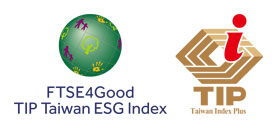 FTSE4Good
TIP Taiwan ESG Index
i
TIP
Taiwan Index Plus